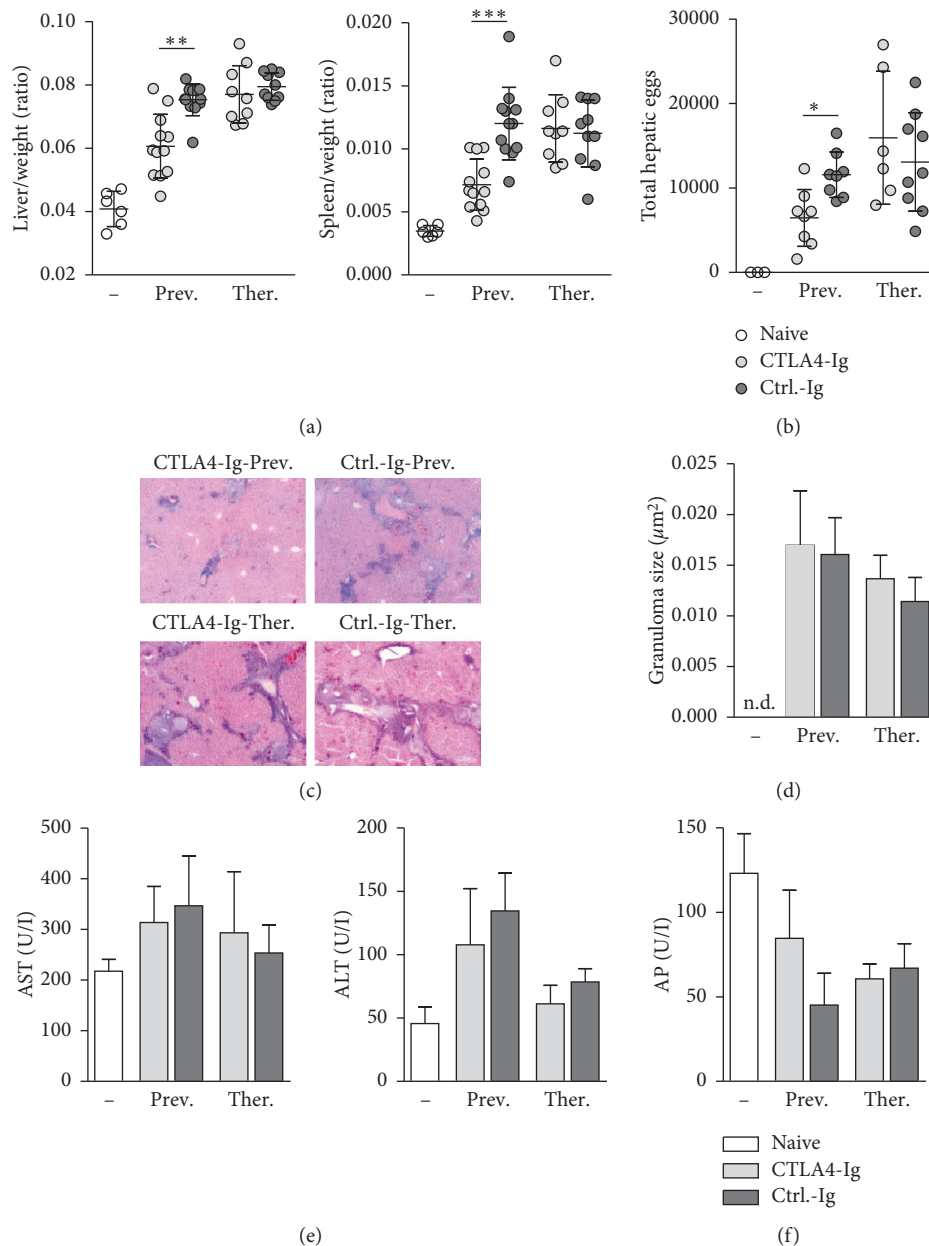 Liver/weight (ratio)
0.10
0.08
0.06
0.04
0.02
**
– Prev. Ther.
Spleen/weight (ratio)
0.020
0.015
0.010
0.005
0.000
***
– Prev. Ther.
(a)
Total hepatic eggs
30000
20000
10000
0
*
– Prev. Ther.
Naive
CTLA4-Ig
Ctrl.-Ig
(b)
CTLA4-Ig-Prev. Ctrl.-Ig-Prev.
CTLA4-Ig-Ther. Ctrl.-Ig-Ther.
(c)
Granuloma size (μm²)
0.025
0.020
0.015
0.010
0.005
0.000
n.d.
– Prev. Ther.
(d)
AST (U/I)
500
400
300
200
100
0
– Prev. Ther.
ALT (U/I)
200
150
100
50
0
– Prev. Ther.
(e)
AP (U/I)
150
100
50
0
– Prev. Ther.
Naive
CTLA4-Ig
Ctrl.-Ig
(f)